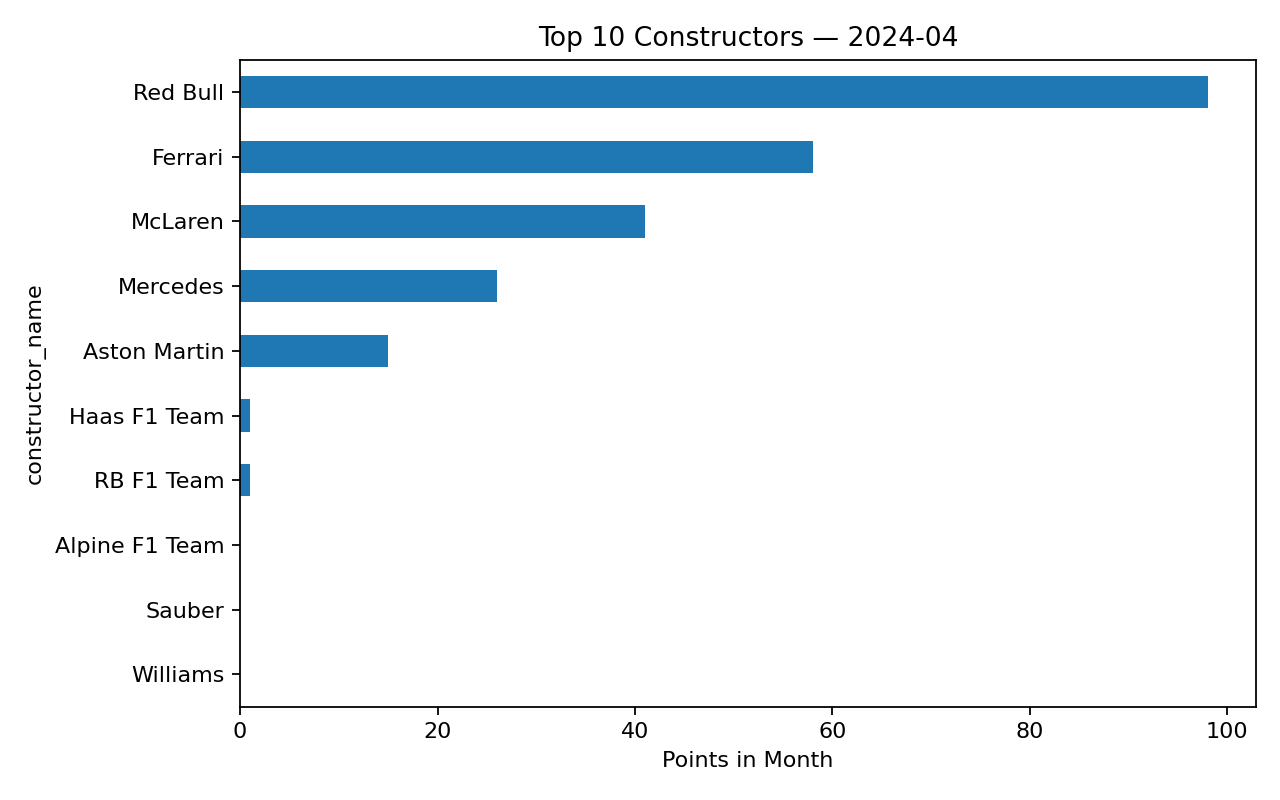 Top 10 Constructors — 2024-04
constructor_name
Red Bull
Ferrari
McLaren
Mercedes
Aston Martin
Haas F1 Team
RB F1 Team
Alpine F1 Team
Sauber
Williams
0 20 40 60 80 100
Points in Month